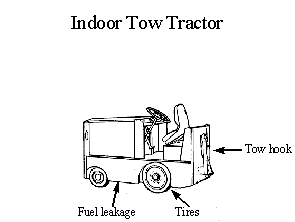 Indoor Tow Tractor
Tow hook
Fuel leakage
Tires